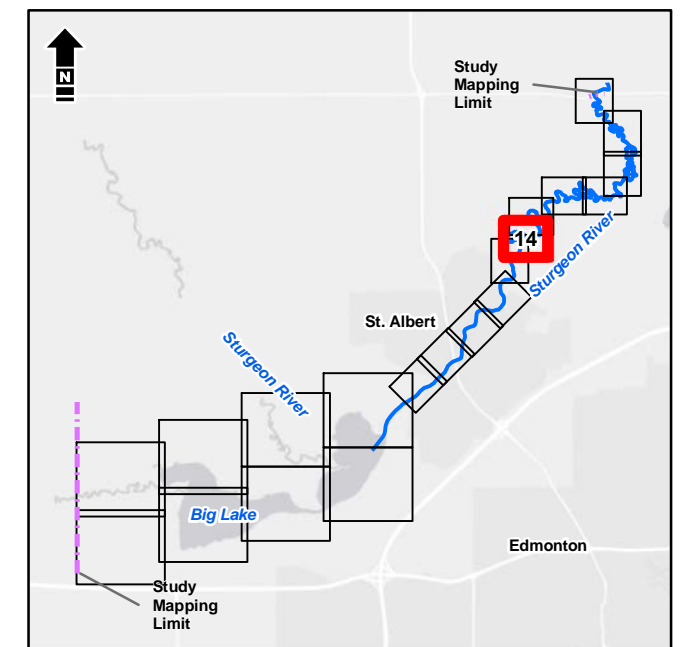 N
Study
Mapping
Limit
14
Sturgeon River
St. Albert
Sturgeon River
Big Lake
Edmonton
Study
Mapping
Limit